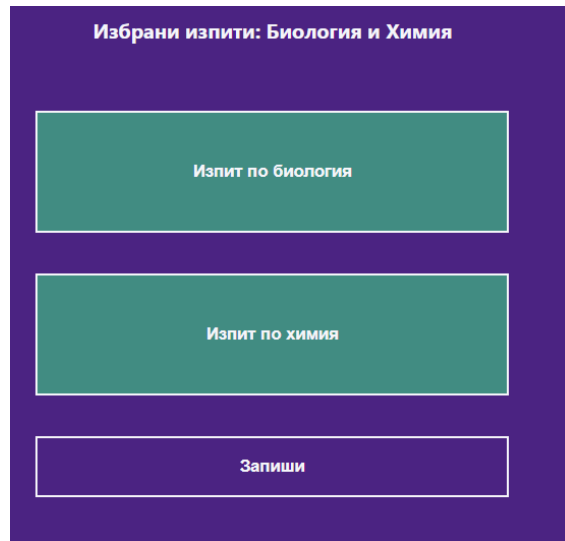 Избрани изпити: Биология и Химия
Изпит по биология
Изпит по химия
Запиши